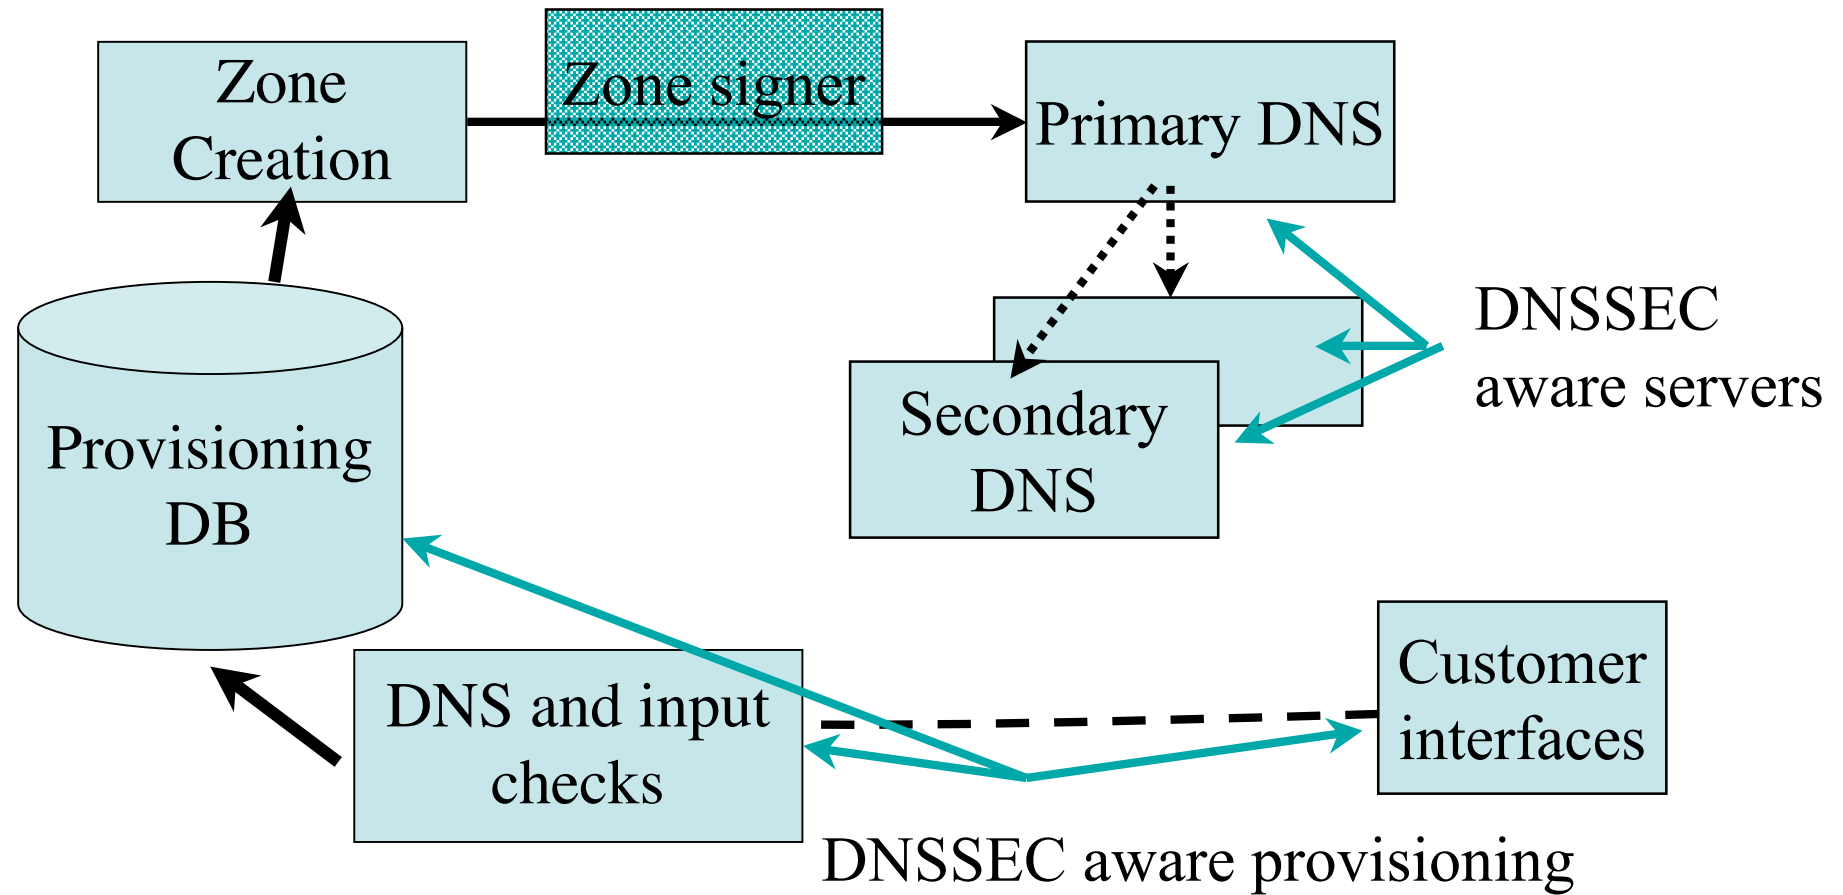 Zone
Creation
Zone signer
Primary DNS
DNSSEC
aware servers
Secondary
DNS
Provisioning
DB
DNS and input
checks
Customer
interfaces
DNSSEC aware provisioning